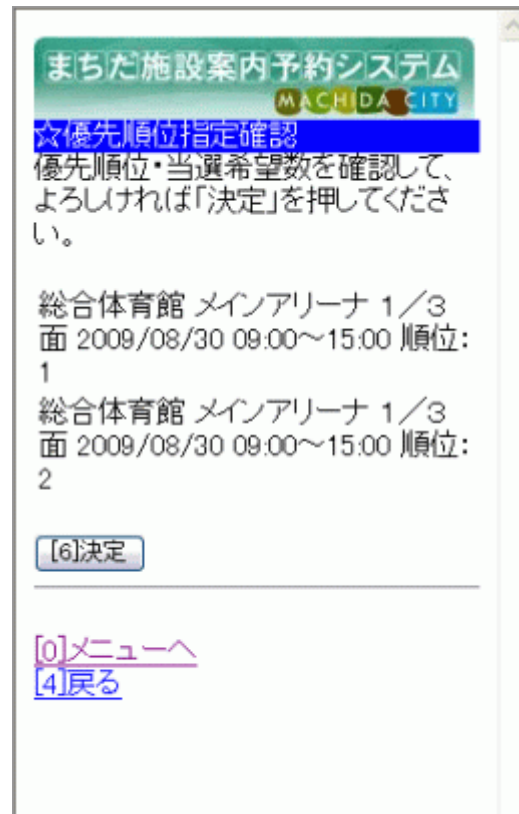 まちだ施設案内予約システム
MACHIDA CITY
☆優先順位指定確認
優先順位・当選希望数を確認して、
よろしければ「決定」を押してくださ
い。
総合体育館 メインアリーナ 1/3
面 2009/08/30 09:00～15:00 順位:
1
総合体育館 メインアリーナ 1/3
面 2009/08/30 09:00～15:00 順位:
2
[6]決定
[0]メニューへ
[4]戻る